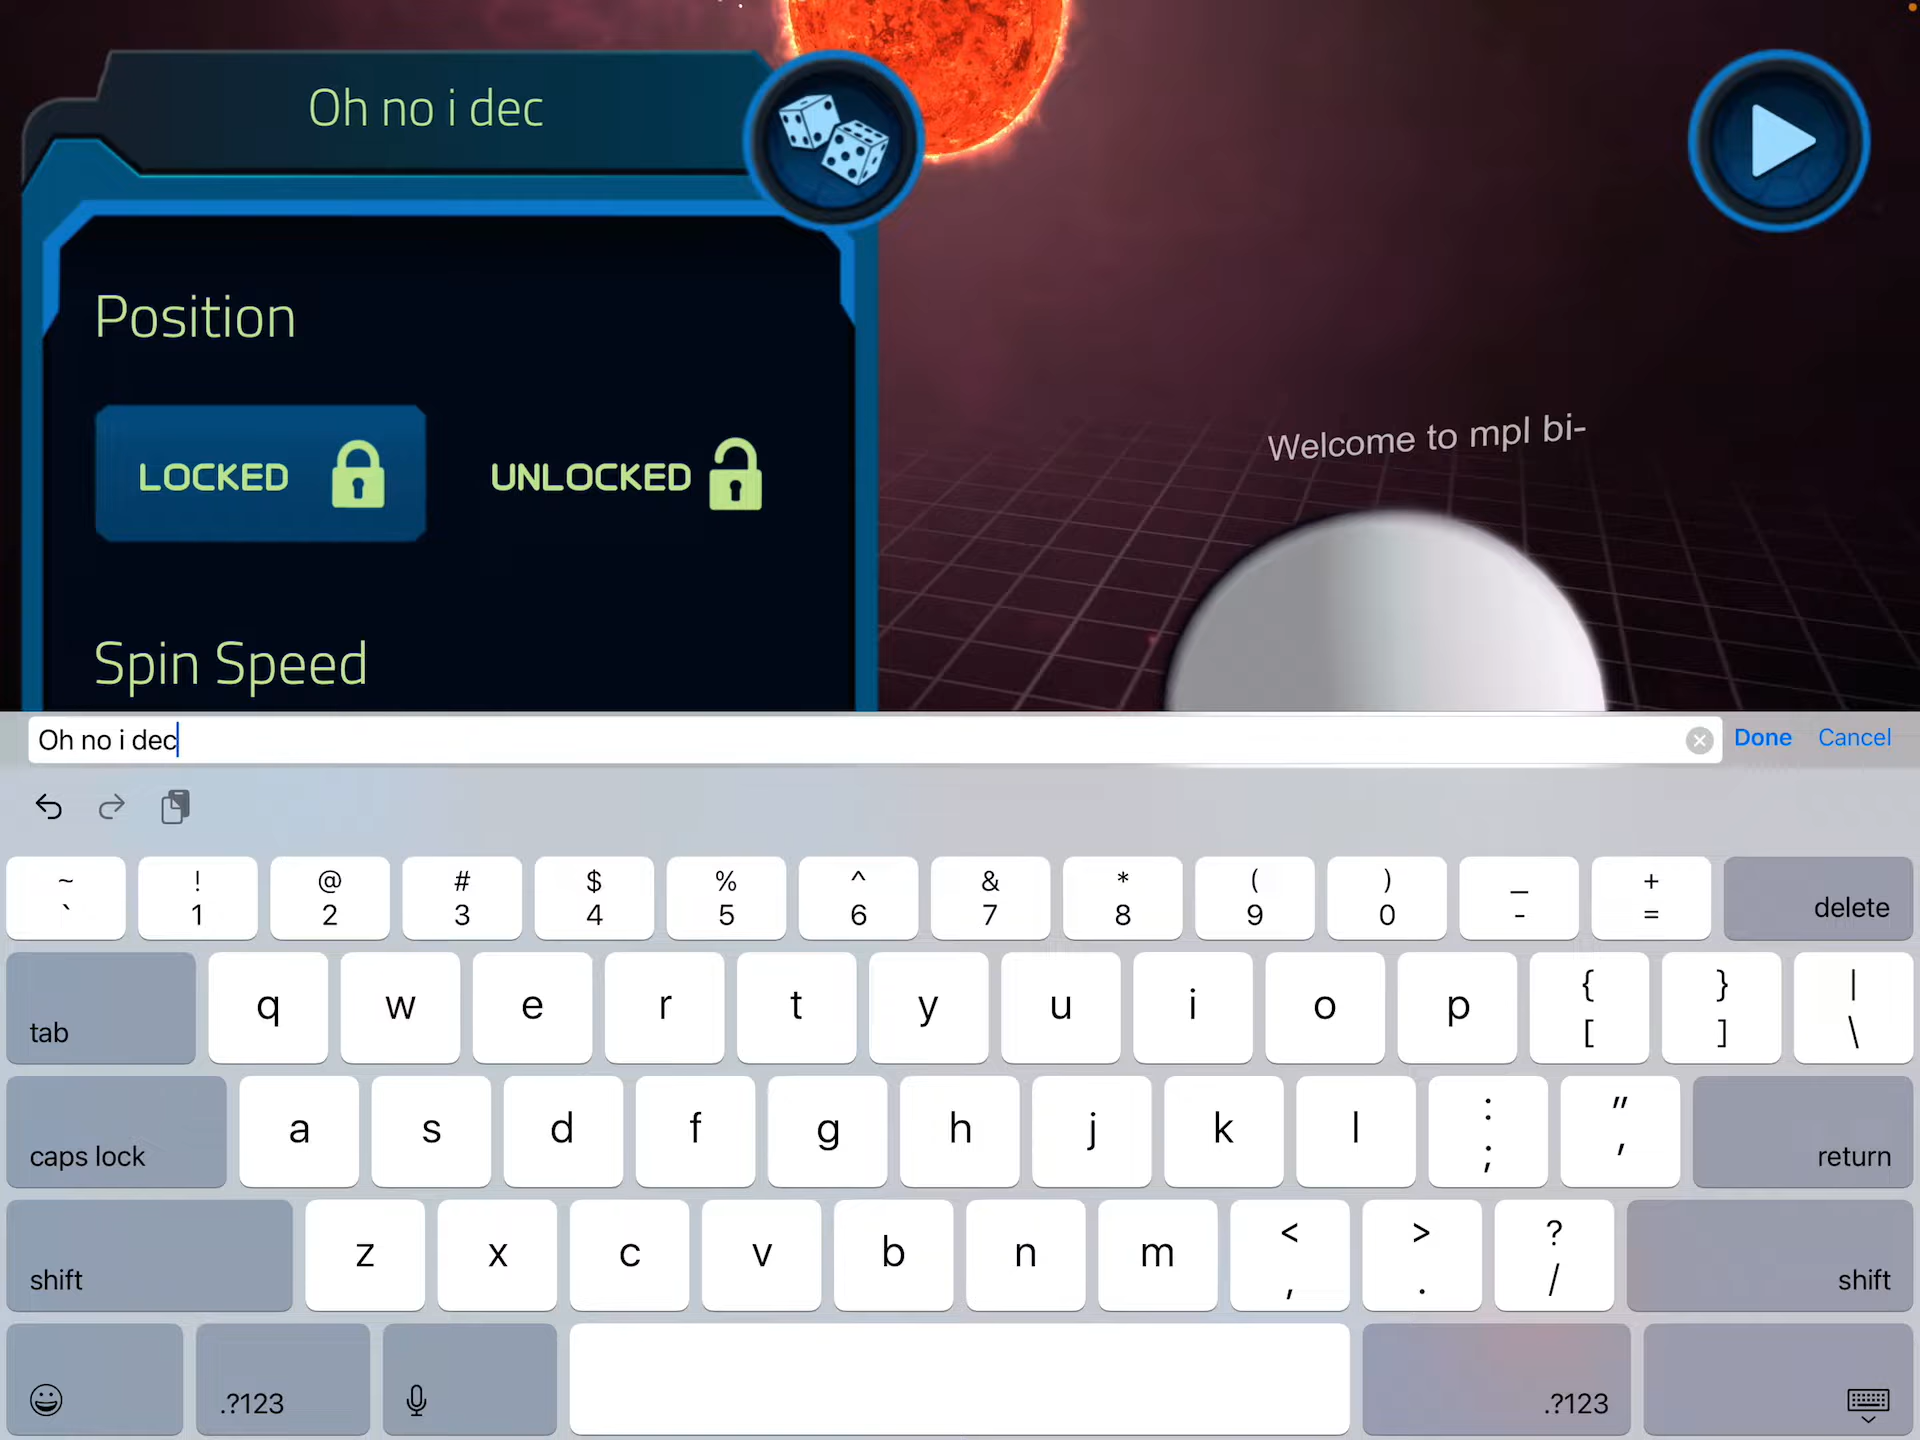 Oh no i dec
Position
LOCKED
UNLOCKED
Welcome to mpl bi-
Spin Speed
Oh no i dec
Done
Cancel
~ ! @ # $ % ^ & * ( ) _ +
` 1 2 3 4 5 6 7 8 9 0 - = delete
tab q w e r t y u i o p { [ } ] | \
caps lock a s d f g h j k l : ; " ' return
shift z x c v b n m < , > . ? / shift
.?123 .?123